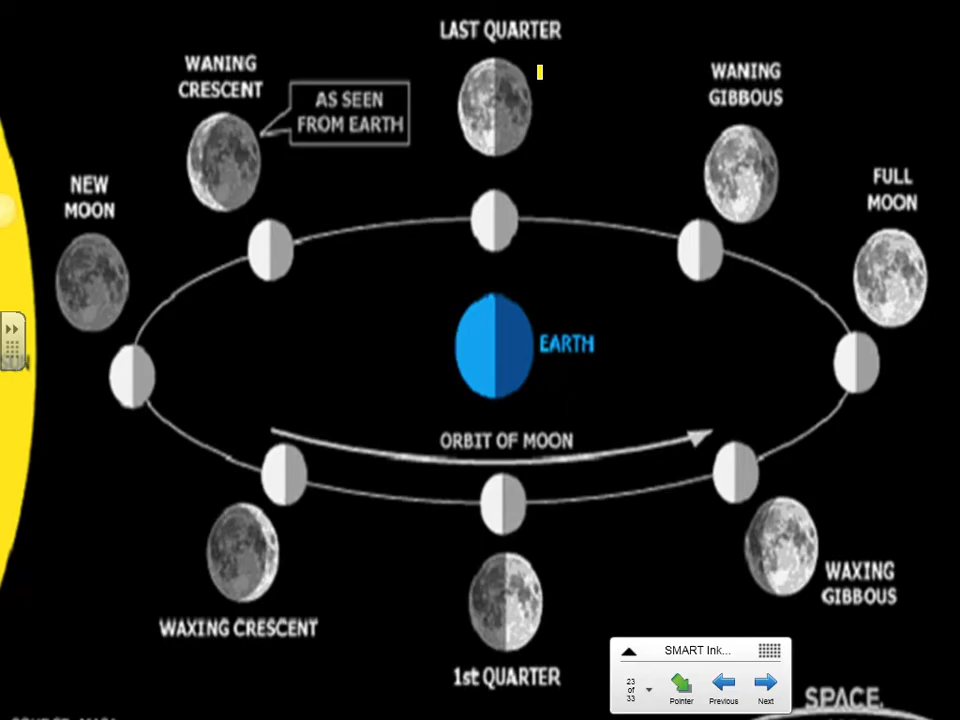 LAST QUARTER
WANING
CRESCENT
AS SEEN
FROM EARTH
WANING
GIBBOUS
NEW
MOON
FULL
MOON
EARTH
ORBIT OF MOON
WAXING CRESCENT
1st QUARTER
WAXING
GIBBOUS
SMART Ink...
23
of
33
Pointer
Previous
Next
SPACE.